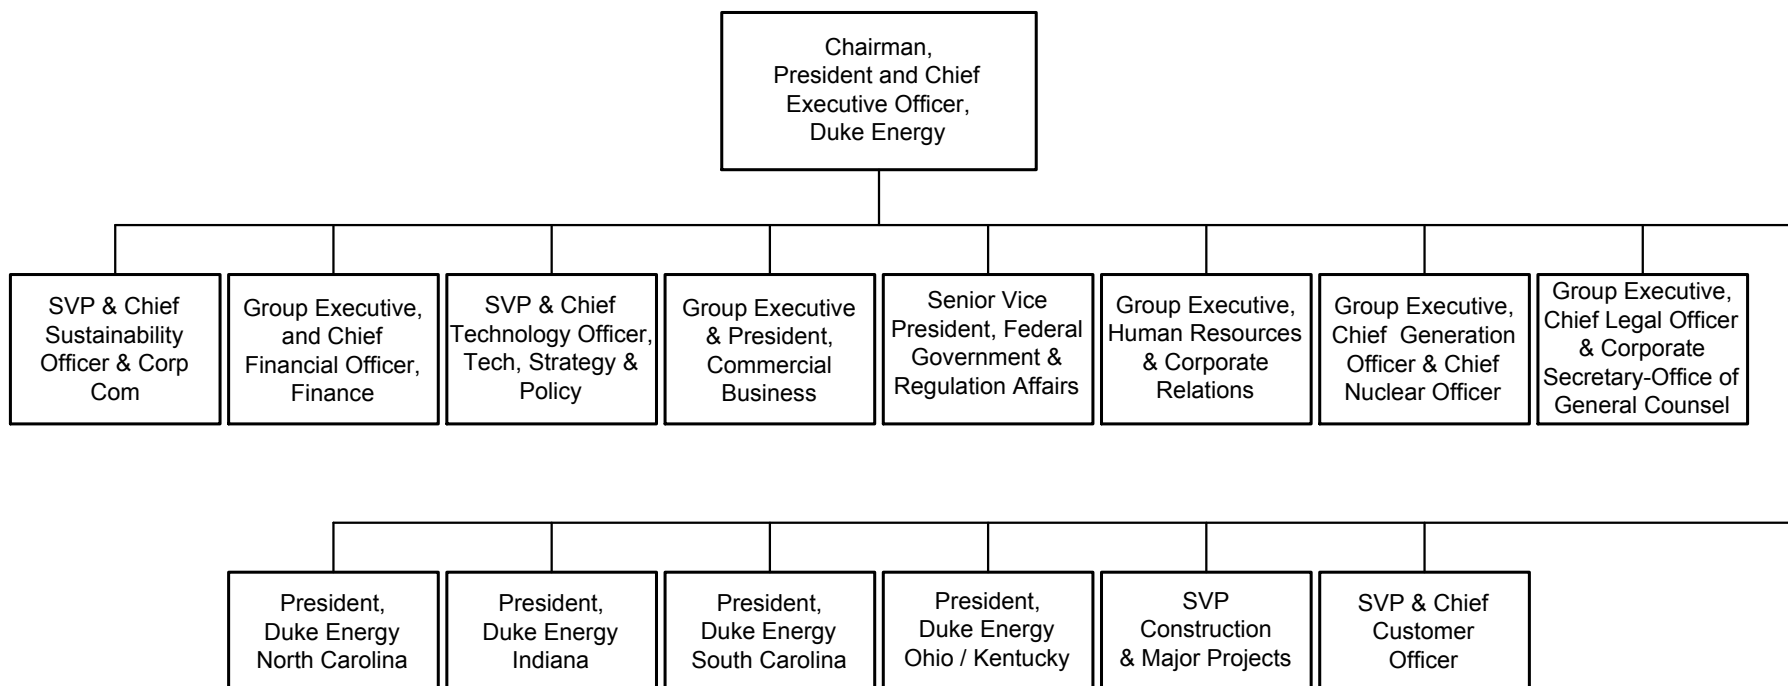 Chairman,
President and Chief
Executive Officer,
Duke Energy
SVP & Chief
Sustainability
Officer & Corp
Com
Group Executive,
and Chief
Financial Officer,
Finance
SVP & Chief
Technology Officer,
Tech, Strategy &
Policy
Group Executive
& President,
Commercial
Business
Senior Vice
President, Federal
Government &
Regulation Affairs
Group Executive,
Human Resources
& Corporate
Relations
Group Executive,
Chief  Generation
Officer & Chief
Nuclear Officer
Group Executive,
Chief Legal Officer
& Corporate
Secretary-Office of
General Counsel
President,
Duke Energy
North Carolina
President,
Duke Energy
Indiana
President,
Duke Energy
South Carolina
President,
Duke Energy
Ohio / Kentucky
SVP
Construction
& Major Projects
SVP & Chief
Customer
Officer